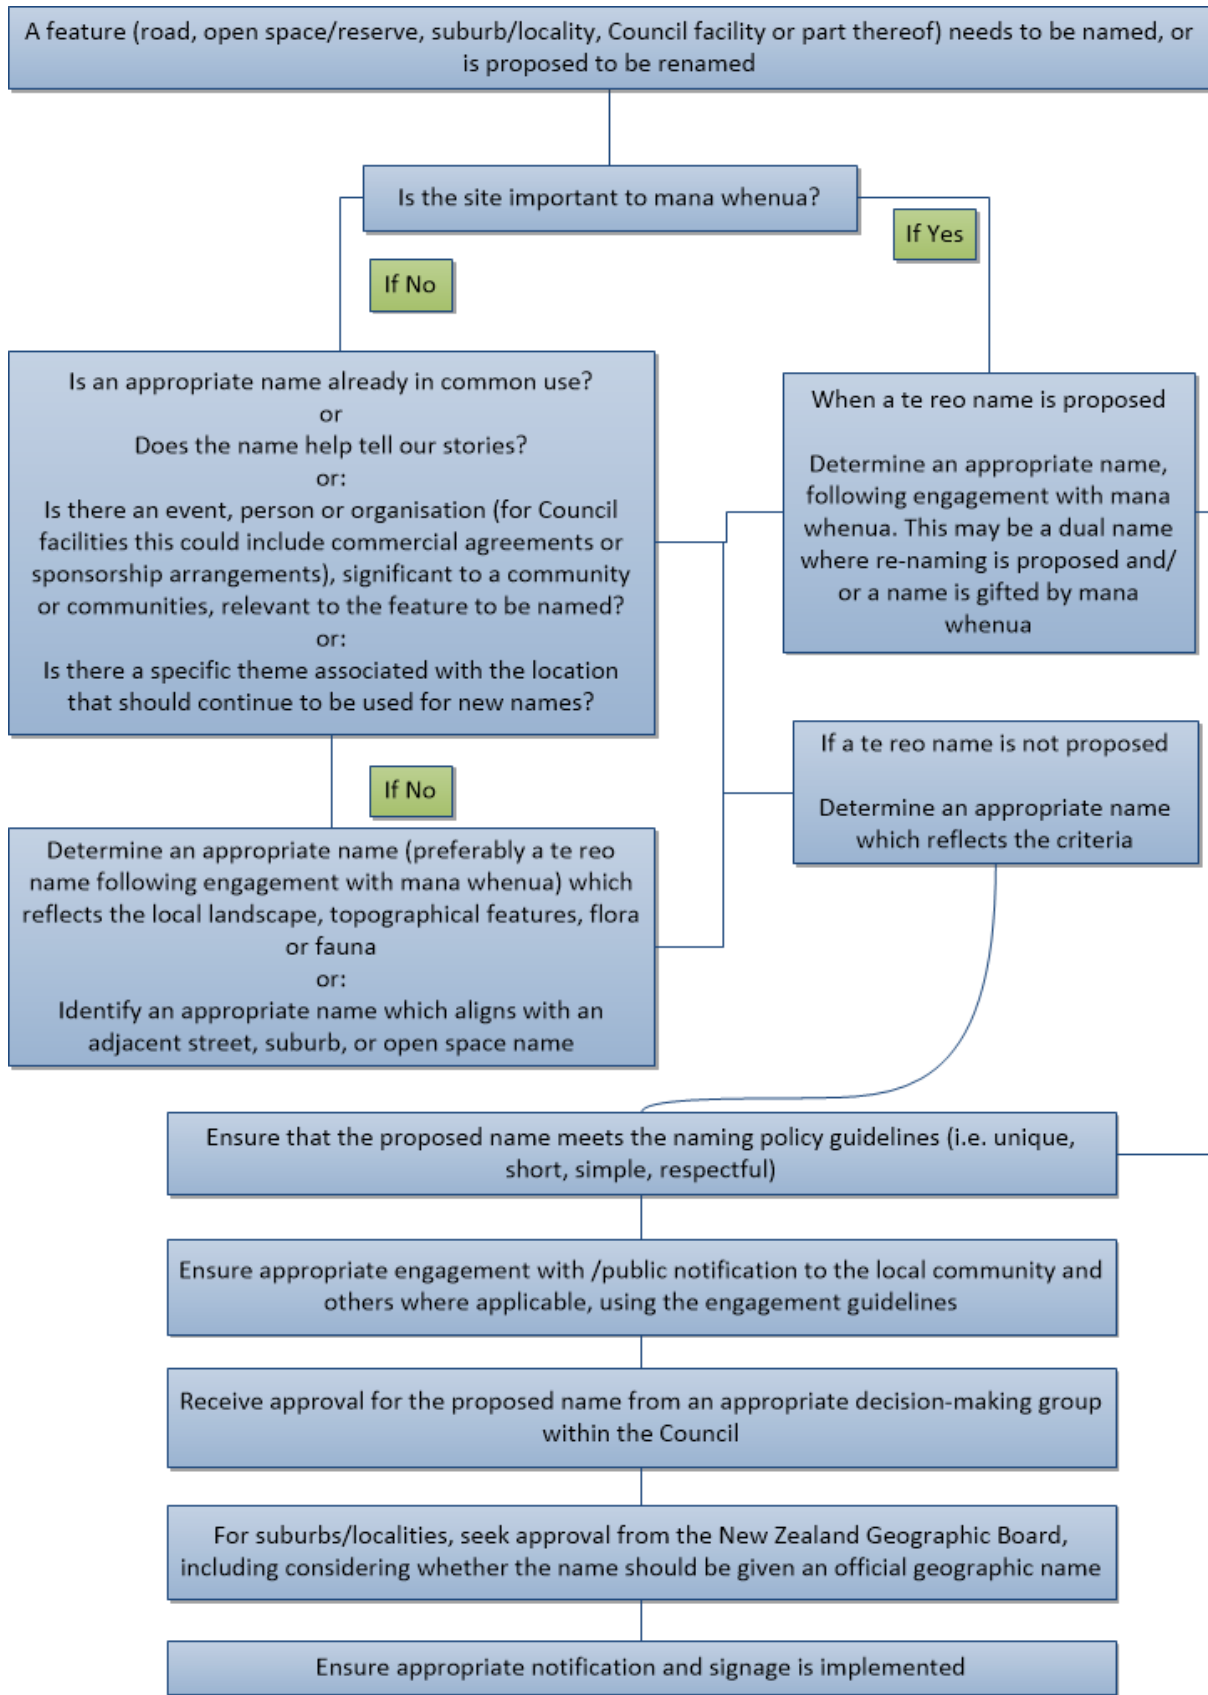 A feature (road, open space/reserve, suburb/locality, Council facility or part thereof) needs to be named, or
is proposed to be renamed
Is the site important to mana whenua?
If Yes
If No
Is an appropriate name already in common use?
or
Does the name help tell our stories?
or:
Is there an event, person or organisation (for Council
facilities this could include commercial agreements or
sponsorship arrangements), significant to a community
or communities, relevant to the feature to be named?
or:
Is there a specific theme associated with the location
that should continue to be used for new names?
When a te reo name is proposed
Determine an appropriate name,
following engagement with mana
whenua. This may be a dual name
where re-naming is proposed and/
or a name is gifted by mana
whenua
If a te reo name is not proposed
Determine an appropriate name
which reflects the criteria
If No
Determine an appropriate name (preferably a te reo
name following engagement with mana whenua) which
reflects the local landscape, topographical features, flora
or fauna
or:
Identify an appropriate name which aligns with an
adjacent street, suburb, or open space name
Ensure that the proposed name meets the naming policy guidelines (i.e. unique,
short, simple, respectful)
Ensure appropriate engagement with /public notification to the local community and
others where applicable, using the engagement guidelines
Receive approval for the proposed name from an appropriate decision-making group
within the Council
For suburbs/localities, seek approval from the New Zealand Geographic Board,
including considering whether the name should be given an official geographic name
Ensure appropriate notification and signage is implemented